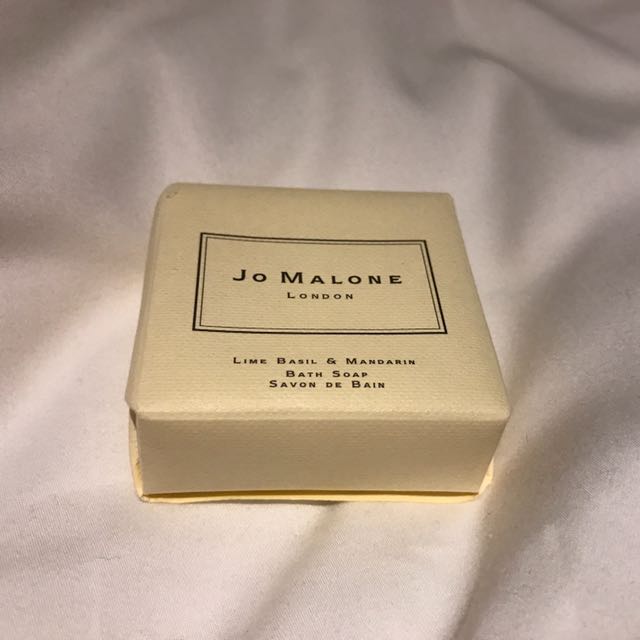 Jo Malone
London
Lime Basil & Mandarin
Bath Soap
Savon de Bain